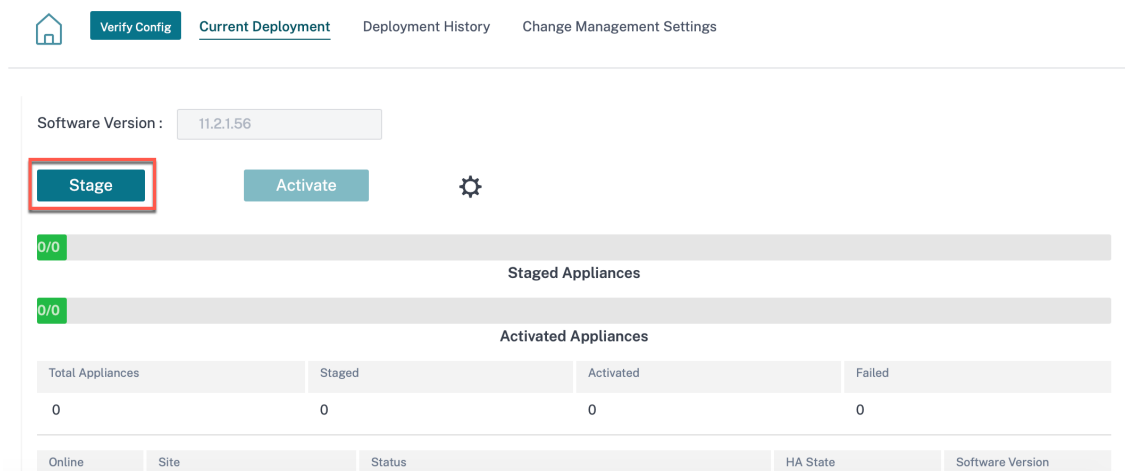 Verify Config Current Deployment Deployment History Change Management Settings
Software Version : 11.2.1.56
Stage Activate
0/0
Staged Appliances
0/0
Activated Appliances
Total Appliances Staged Activated Failed
0 0 0 0
Online Site Status HA State Software Version